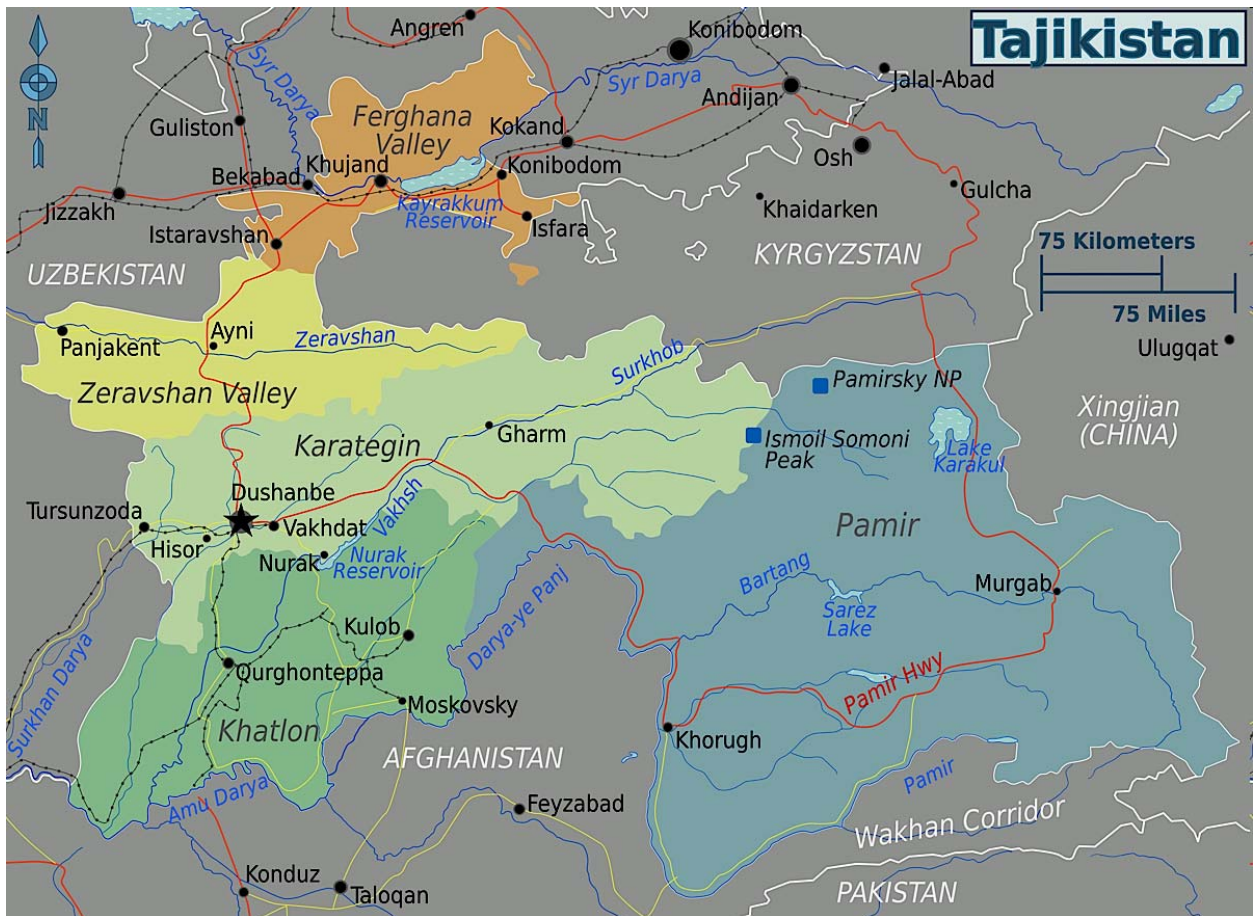 Tajikistan
Angren
Konibodom
Syr Darya
Syr Darya
Jalal-Abad
Andijan
Guliston
Ferghana
Valley
Kokand
Osh
Bekabad
Khujand
Konibodom
Gulcha
Jizzakh
Kayrakkum
Reservoir
Khaidarken
Isfara
Istaravshan
75 Kilometers
UZBEKISTAN
KYRGYZSTAN
75 Miles
N
Panjakent
Ayni
Zeravshan
Ulugqat
Surkhob
Zeravshan Valley
Pamirsky NP
Xingjian
(CHINA)
Karategin
Gharm
Ismoil Somoni
Peak
Lake
Karakul
Dushanbe
Tursunzoda
Vakhdat
Vakhsh
Pamir
Hisor
Nurak
Nurak
Reservoir
Bartang
Murgab
Darya-ye Panj
Sarez
Lake
Kulob
Surkhan Darya
Qurghonteppa
Pamir Hwy
Moskovsky
Khatlon
Khorugh
AFGHANISTAN
Amu Darya
Pamir
Feyzabad
Wakhan Corridor
Konduz
Taloqan
PAKISTAN